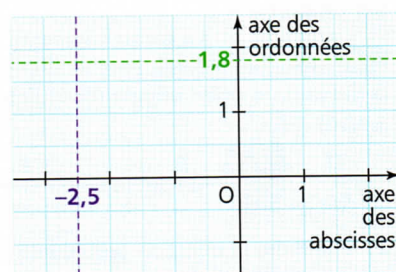 axe des
ordonnées
1,8
1
-2,5
O
1
axe
des
abscisses